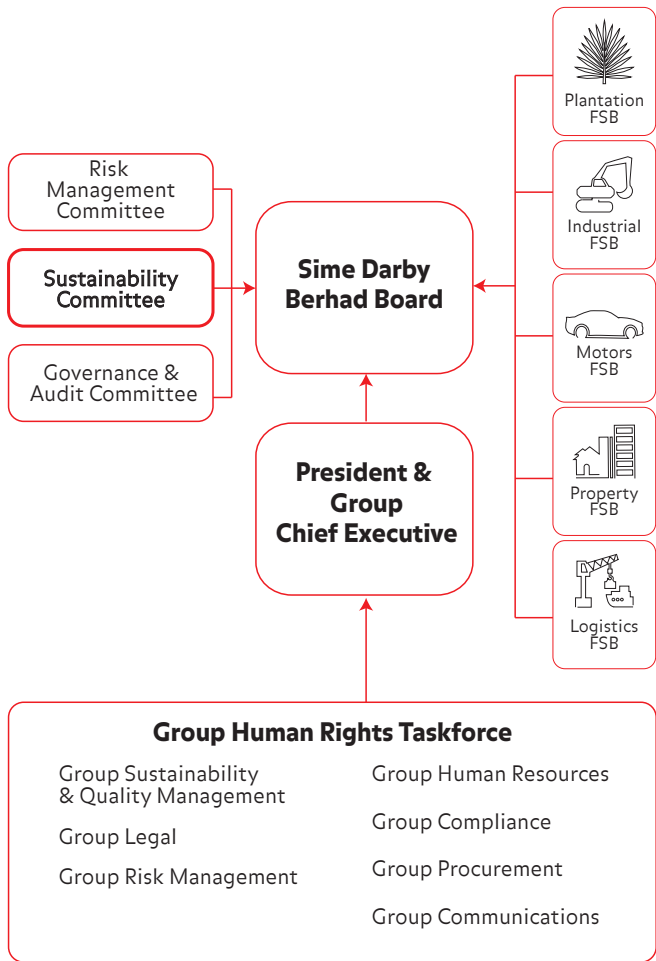 Risk
Management
Committee
Sustainability
Committee
Governance &
Audit Committee
Sime Darby
Berhad Board
President &
Group
Chief Executive
Plantation
FSB
Industrial
FSB
Motors
FSB
Property
FSB
Logistics
FSB
Group Human Rights Taskforce
Group Sustainability
& Quality Management
Group Legal
Group Risk Management
Group Human Resources
Group Compliance
Group Procurement
Group Communications